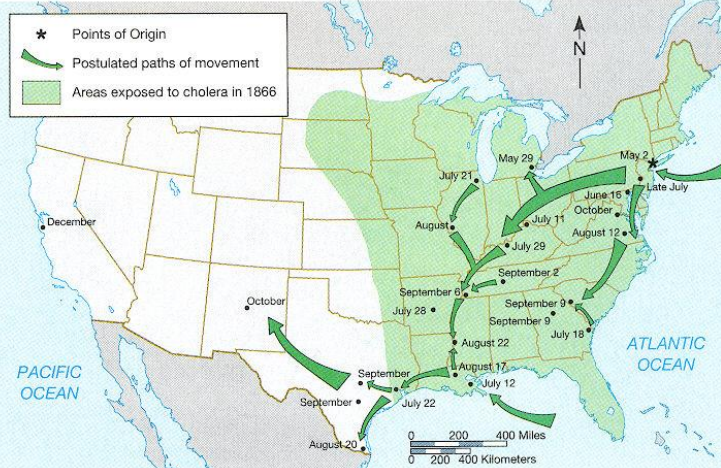 Points of Origin
Postulated paths of movement
Areas exposed to cholera in 1866
N
May 2
May 29
July 21
Late July
June 16
October
August 12
July 11
August
July 29
December
September 2
September 6
September 9
July 28
September 9
October
July 18
August 22
ATLANTIC
OCEAN
PACIFIC
OCEAN
August 17
September
July 12
September
July 22
August 20
0 200 400 Miles
0 200 400 Kilometers